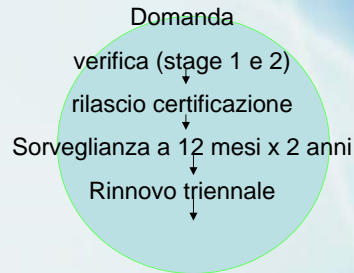 Domanda
verifica (stage 1 e 2)
rilascio certificazione
Sorveglianza a 12 mesi x 2 anni
Rinnovo triennale